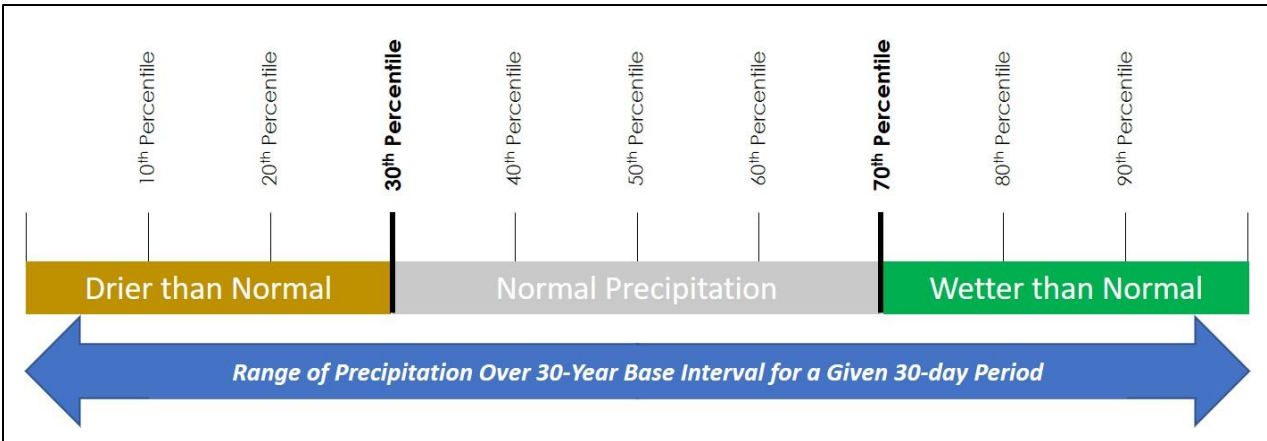 10th Percentile
20th Percentile
30th Percentile
40th Percentile
50th Percentile
60th Percentile
70th Percentile
80th Percentile
90th Percentile
Drier than Normal
Normal Precipitation
Wetter than Normal
Range of Precipitation Over 30-Year Base Interval for a Given 30-day Period